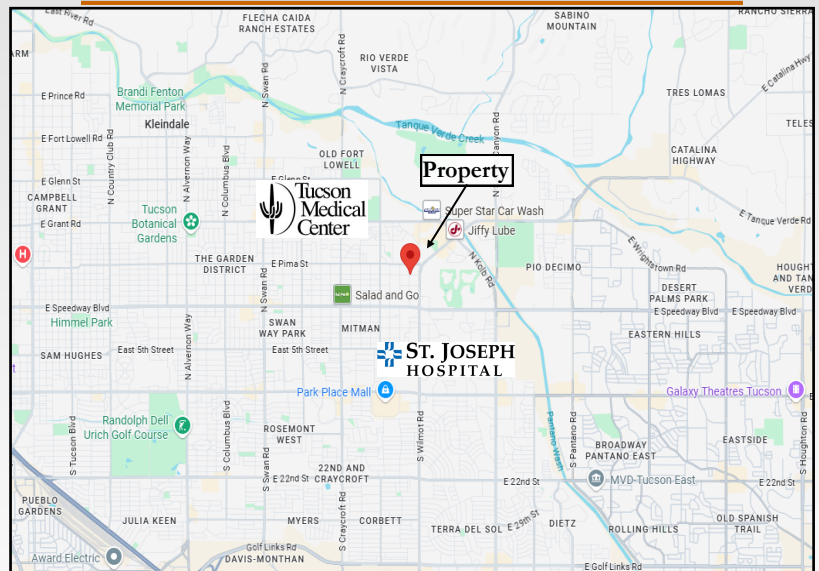 East River Rd
FLECHA CAIDA
RANCH ESTATES
SABINO
MOUNTAIN
RANCHO SIERRA
ARM
N Swan Rd
N Craycroft Rd
RIO VERDE
VISTA
E Catalina Hwy
Brandi Fenton
Memorial Park
E Prince Rd
TRES LOMAS
Kleindale
Tanque Verde Creek
Canyon Rd
TELES
E Fort Lowell Rd
N Country Club Rd
N Alvernon Way
N Columbus Blvd
OLD FORT
LOWELL
CATALINA
HIGHWAY
Property
E Glenn St
E Glenn St
CAMPBELL
GRANT
Tucson
Medical
Center
Tucson
Botanical
Gardens
Super Star Car Wash
E Grant Rd
Jiffy Lube
E Tanque Verde Rd
H
THE GARDEN
DISTRICT
E Pima St
N Kolb Rd
E Wrightstown Rd
PIO DECIMO
HOUGHT
AND TAN
VERD
N Swan Rd
Salad and Go
DESERT
PALMS PARK
E Speedway Blvd
E Speedway Blvd
E Speedway Blvd
Himmel Park
SWAN
WAY PARK
MITMAN
EASTERN HILLS
N Alvernon Way
SAM HUGHES
East 5th Street
East 5th Street
ST. JOSEPH
HOSPITAL
t
Park Place Mall
Galaxy Theatres Tucson
Randolph Dell
Urich Golf Course
S Tucson Blvd
S Columbus Blvd
S Swan Rd
ROSEMONT
WEST
S Wilmot Rd
Pantano Wash
S Pantano Rd
BROADWAY
PANTANO EAST
EASTSIDE
S Houghton Rd
E 22nd St
22ND AND
CRAYCROFT
E 22nd St
MVD-Tucson East
E 22nd St
PUEBLO
GARDENS
JULIA KEEN
MYERS
S Craycroft Rd
CORBETT
TERRA DEL SOL
E 29th St
DIETZ
ROLLING HILLS
OLD SPANISH
TRAIL
Award Electric
Golf Links Rd
DAVIS-MONTHAN
E Golf Links Rd